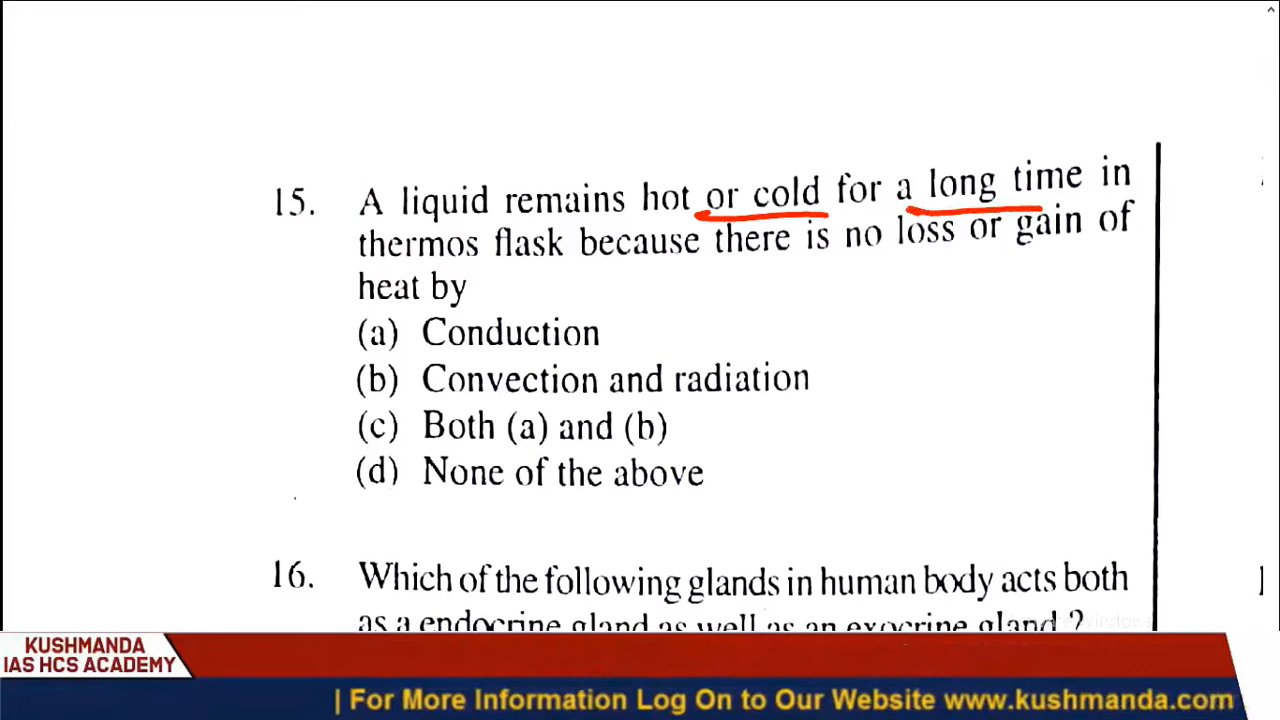 15. A liquid remains hot or cold for a long time in
thermos flask because there is no loss or gain of
heat by
(a) Conduction
(b) Convection and radiation
(c) Both (a) and (b)
(d) None of the above
16. Which of the following glands in human body acts both
as a endocrine gland as well as an exocrine gland ?
KUSHMANDA
IAS HCS ACADEMY
| For More Information Log On to Our Website www.kushmanda.com